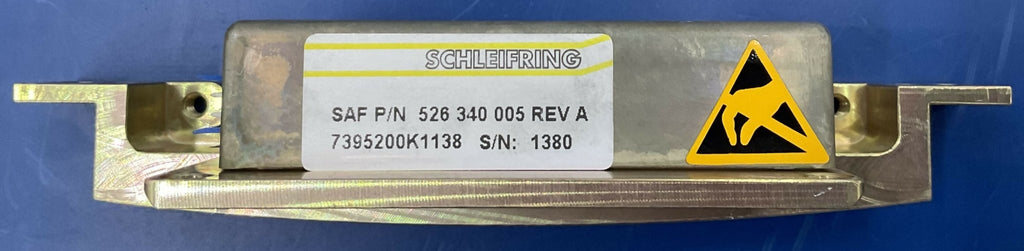 SCHLEIFRING
SAF P/N 526 340 005 REV A
7395200K1138 S/N: 1380